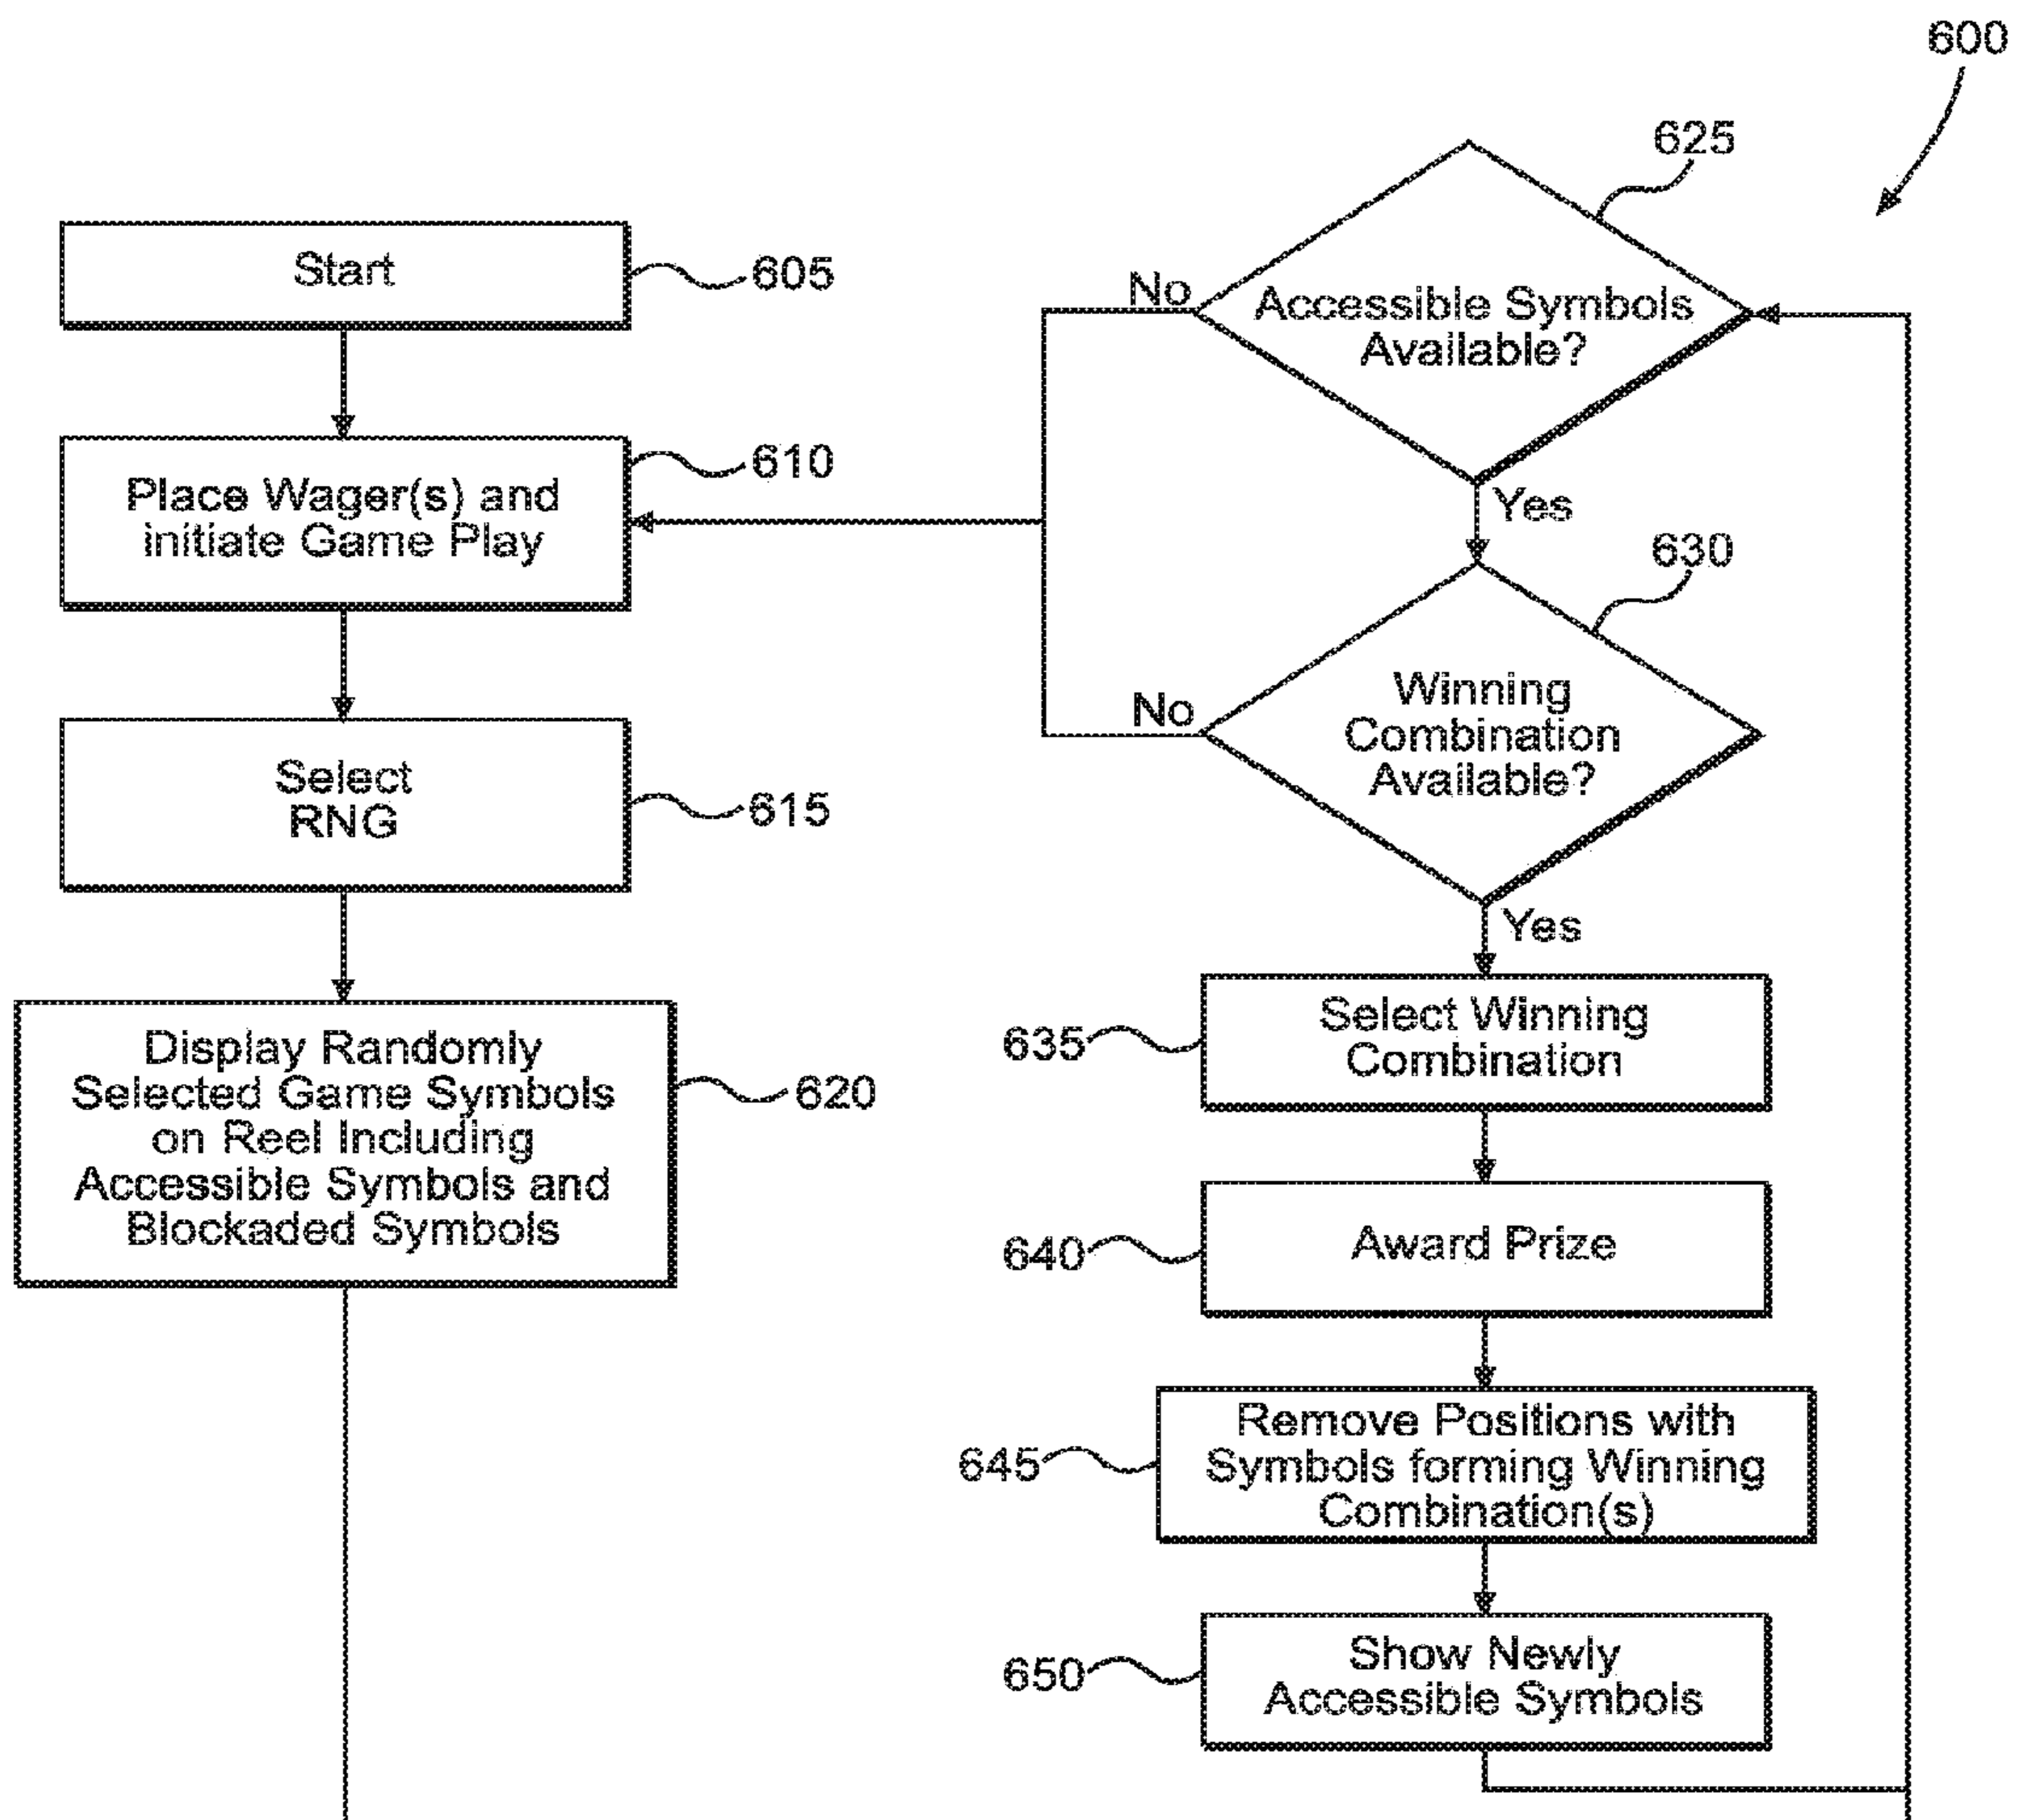 600
Start
605
Place Wager(s) and
initiate Game Play
610
Select
RNG
615
Display Randomly
Selected Game Symbols
on Reel Including
Accessible Symbols and
Blockaded Symbols
620
625
Accessible Symbols
Available?
No
Yes
630
Winning
Combination
Available?
No
Yes
635
Select Winning
Combination
640
Award Prize
645
Remove Positions with
Symbols forming Winning
Combination(s)
650
Show Newly
Accessible Symbols